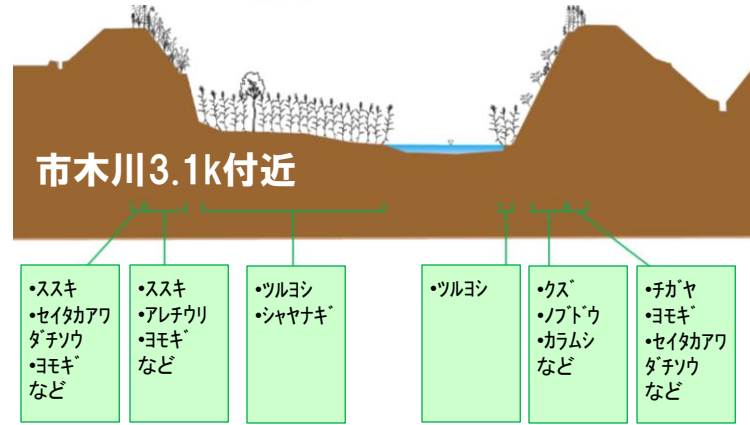 市木川3.1k付近
•ススキ
•セイタカアワ
ダチソウ
•ヨモギ
など
•ススキ
•アレチウリ
•ヨモギ
など
•ツルヨシ
•シャヤナギ
•ツルヨシ
•クズ
•ノブドウ
•カラムシ
など
•チガヤ
•ヨモギ
•セイタカアワ
ダチソウ
など